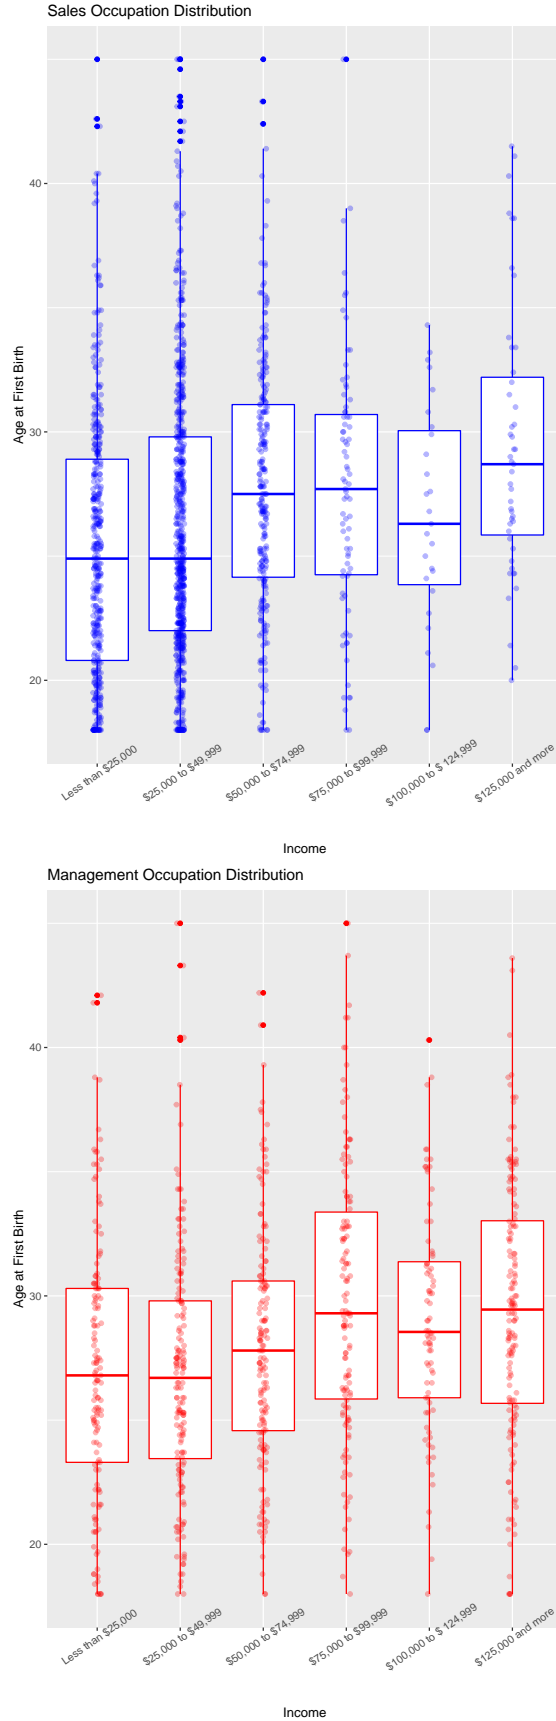 Sales Occupation Distribution
Age at First Birth
40
30
20
Less than $25,000
$25,000 to $49,999
$50,000 to $74,999
$75,000 to $99,999
$100,000 to $ 124,999
$125,000 and more
Income
Management Occupation Distribution
Age at First Birth
40
30
20
Less than $25,000
$25,000 to $49,999
$50,000 to $74,999
$75,000 to $99,999
$100,000 to $ 124,999
$125,000 and more
Income